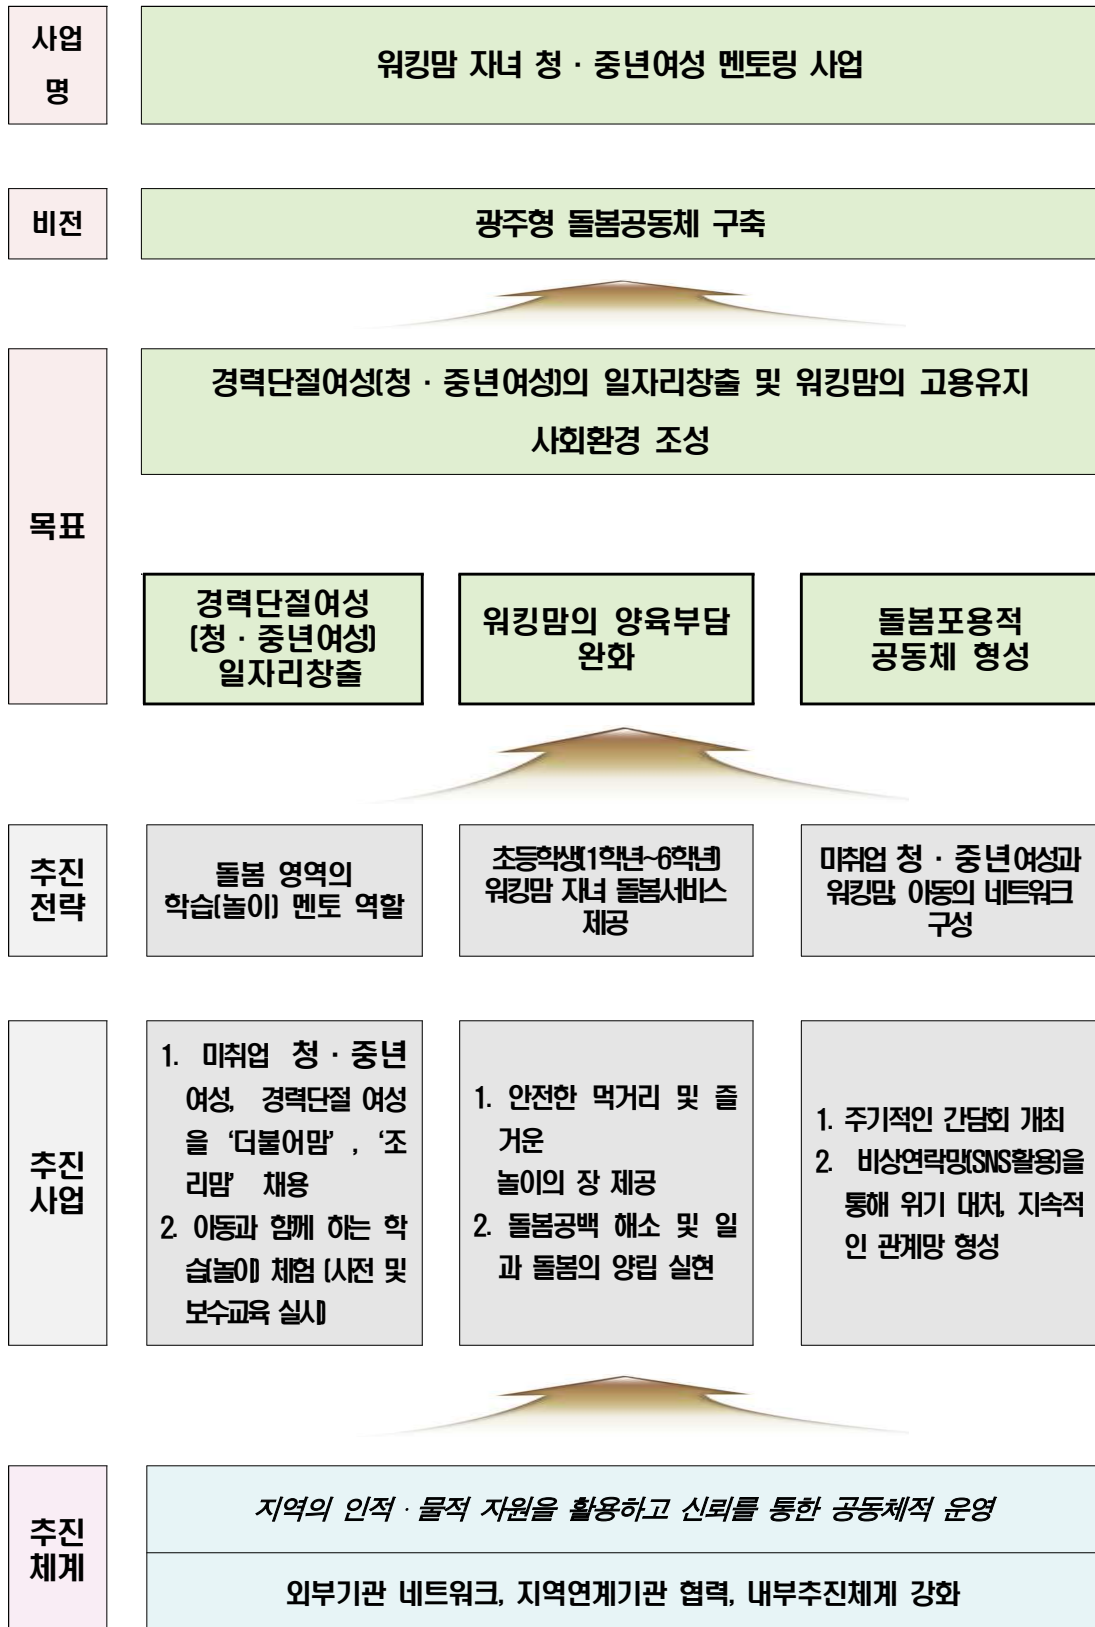 사업
명
워킹맘 자녀 청 · 중년여성 멘토링 사업
비전
광주형 돌봄공동체 구축
목표
경력단절여성(청 · 중년여성)의 일자리창출 및 워킹맘의 고용유지
사회환경 조성
경력단절여성
(청 · 중년여성)
일자리창출
워킹맘의 양육부담
완화
돌봄포용적
공동체 형성
추진
전략
돌봄 영역의
학습(놀이) 멘토 역할
초등학생(1학년~6학년)
워킹맘 자녀 돌봄서비스
제공
미취업 청 · 중년여성과
워킹맘, 아동의 네트워크
구성
추진
사업
1. 미취업 청 · 중년
여성, 경력단절 여성
을 ‘더불어맘’, ‘조
리맘’ 채용
2. 아동과 함께 하는 학
습(놀이) 체험 (사전 및
보수교육 실시)
1. 안전한 먹거리 및 즐
거운
놀이의 장 제공
2. 돌봄공백 해소 및 일
과 돌봄의 양립 실현
1. 주기적인 간담회 개최
2. 비상연락망(SNS활용)을
통해 위기 대처, 지속적
인 관계망 형성
추진
체계
지역의 인적 · 물적 자원을 활용하고 신뢰를 통한 공동체적 운영
외부기관 네트워크, 지역연계기관 협력, 내부추진체계 강화